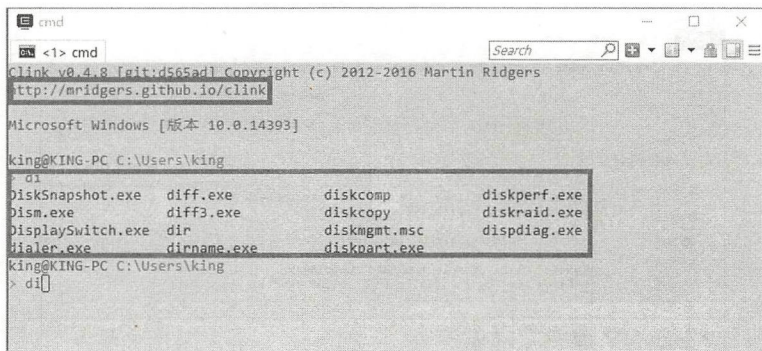 cmd
<1> cmd
Search
Clink v0.4.8 [git:d565ad] Copyright (c) 2012-2016 Martin Ridgers
http://mridgers.github.io/clink
Microsoft Windows [版本 10.0.14393]
king@KING-PC C:\Users\king
> di
DiskSnapshot.exe diff.exe diskcomp diskperf.exe
Dism.exe diff3.exe diskcopy diskraid.exe
DisplaySwitch.exe dir diskmgmt.msc dispdiag.exe
dialer.exe dirname.exe diskpart.exe
king@KING-PC C:\Users\king
> di